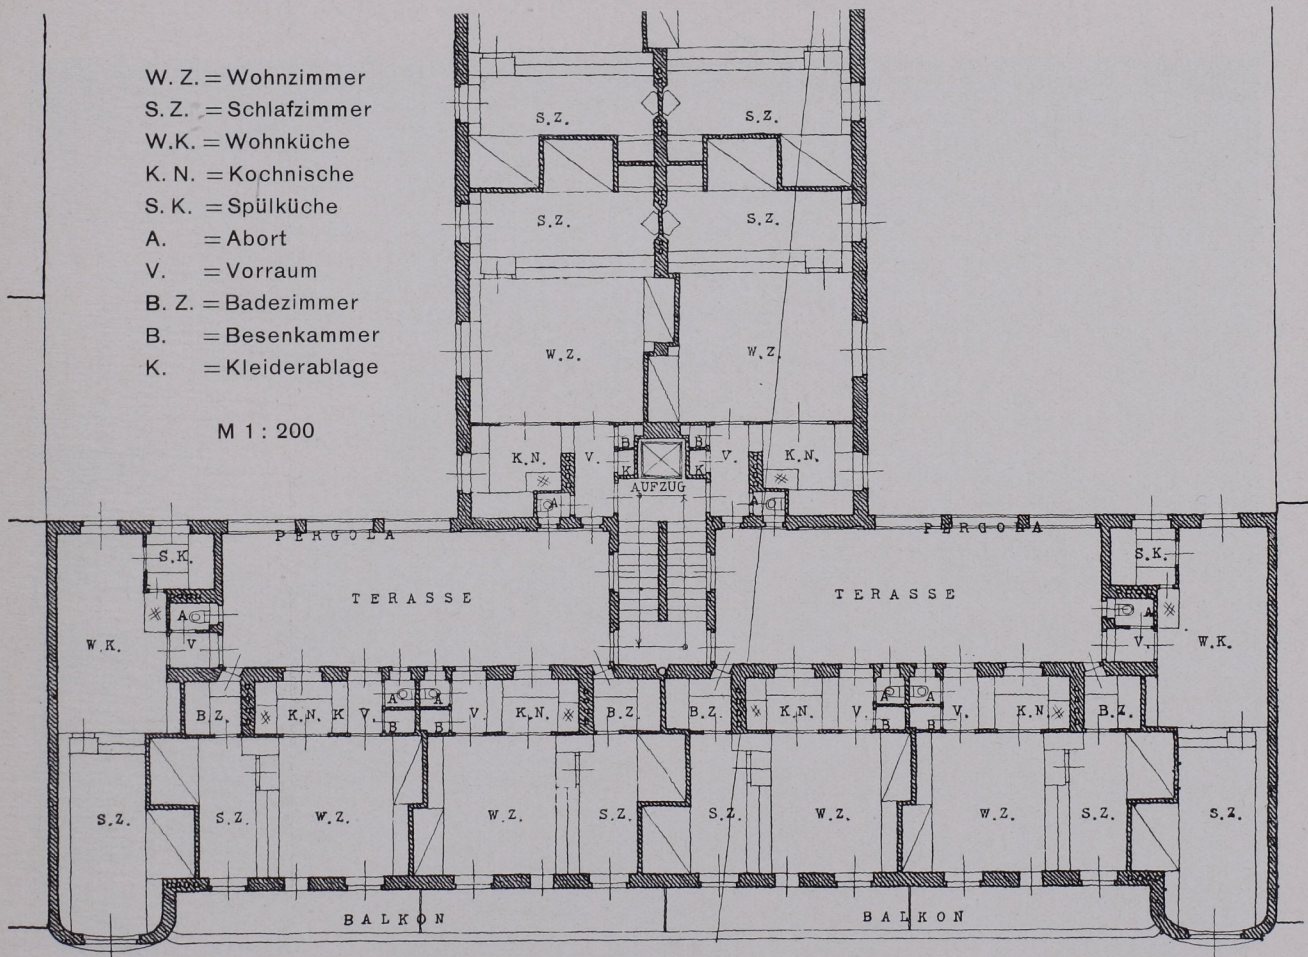 W. Z. = Wohnzimmer
S. Z. = Schlafzimmer
W.K. = Wohnküche
K. N. = Kochnische
S. K. = Spülküche
A. = Abort
V. = Vorraum
B. Z. = Badezimmer
B. = Besenkammer
K. = Kleiderablage
M 1 : 200
S.Z. S.Z.
S.Z. S.Z.
W.Z. W.Z.
B B
K.N. V. V. K.N.
K K
AUFZUG
A A
PERGOLA PERGOLA
S.K. S.K.
TERASSE TERASSE
A A
W.K. V V. W.K.
A A A A
B.Z. K.N. K V. V. K.N. B.Z. B.Z. K.N. V. V. K.N. B.Z.
B B B B
S.Z. S.Z. W.Z. W.Z. S.Z. S.Z. W.Z. W.Z. S.Z. S.Z.
BALKON BALKON